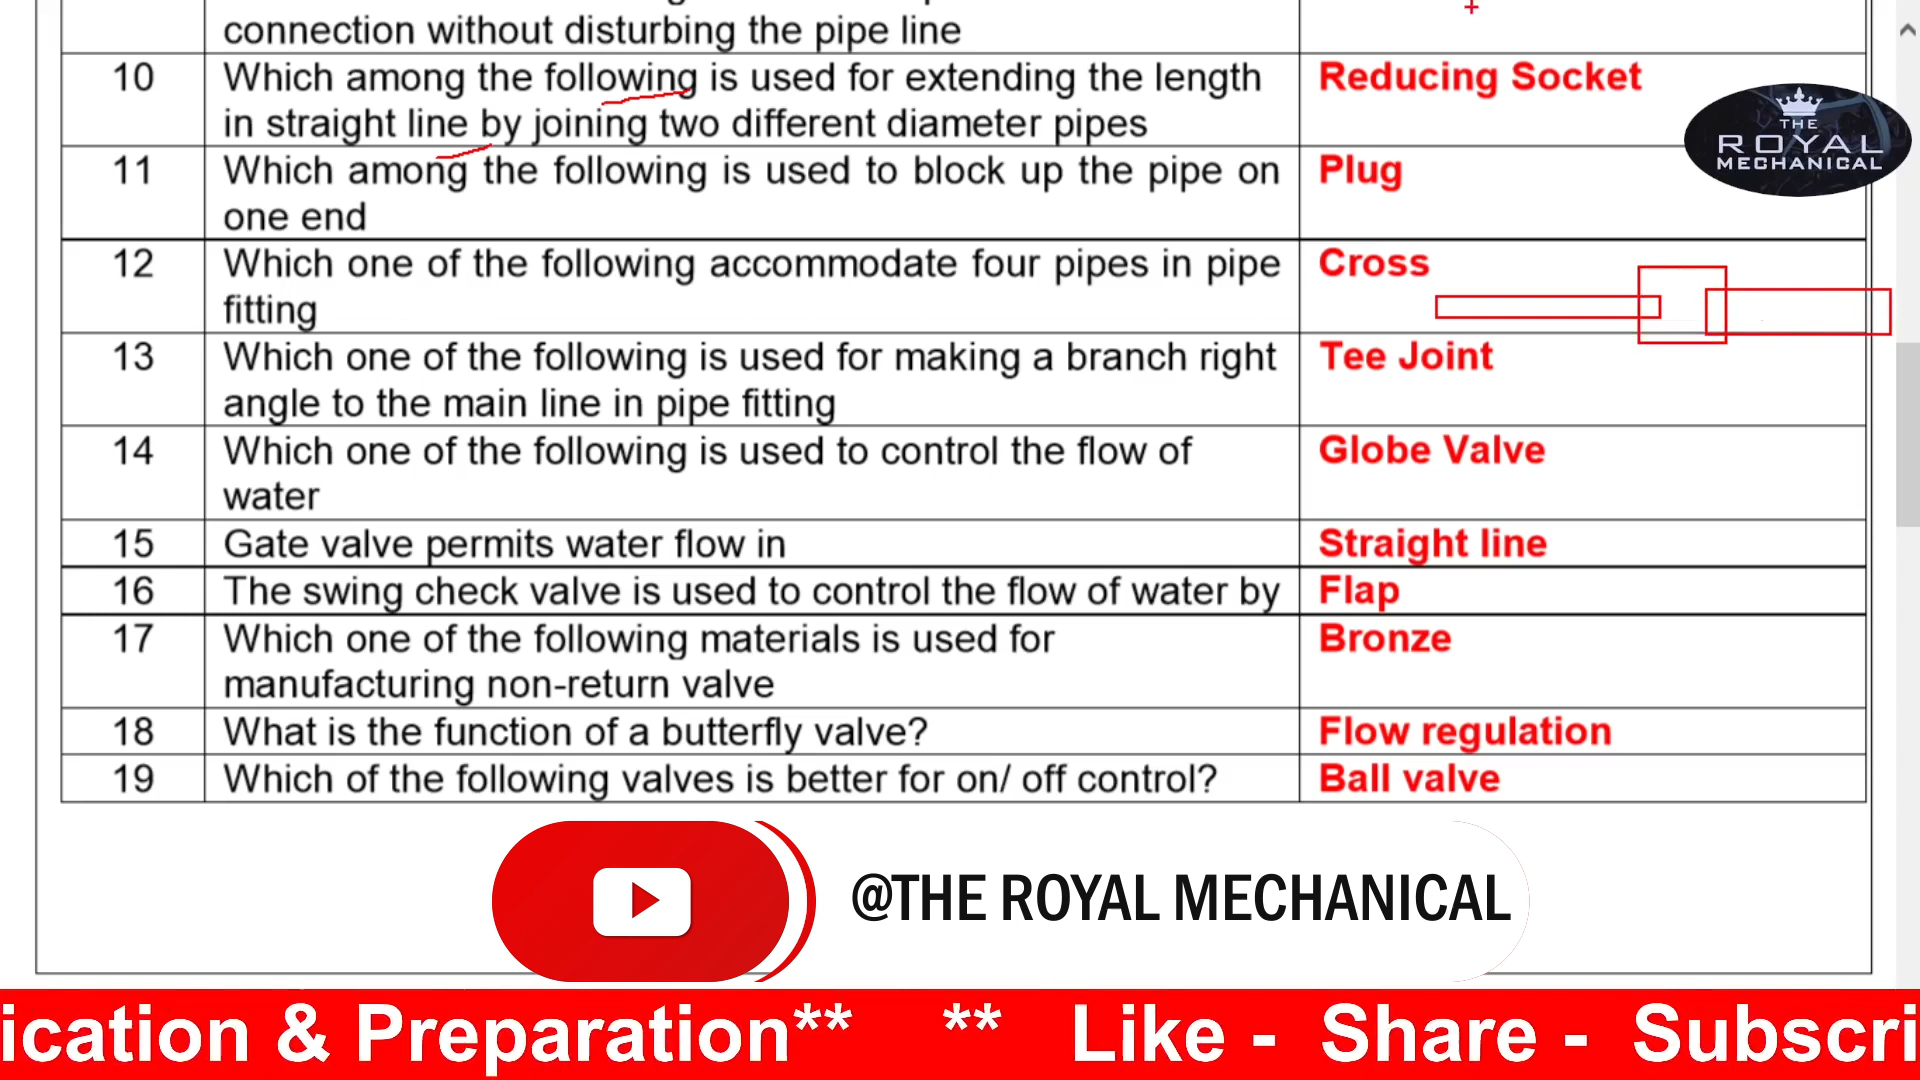 connection without disturbing the pipe line
10 Which among the following is used for extending the length Reducing Socket
in straight line by joining two different diameter pipes
THE
ROYAL
MECHANICAL
11 Which among the following is used to block up the pipe on Plug
one end
12 Which one of the following accommodate four pipes in pipe Cross
fitting
13 Which one of the following is used for making a branch right Tee Joint
angle to the main line in pipe fitting
14 Which one of the following is used to control the flow of Globe Valve
water
15 Gate valve permits water flow in Straight line
16 The swing check valve is used to control the flow of water by Flap
17 Which one of the following materials is used for Bronze
manufacturing non-return valve
18 What is the function of a butterfly valve? Flow regulation
19 Which of the following valves is better for on/ off control? Ball valve
@THE ROYAL MECHANICAL
ication & Preparation** ** Like - Share - Subscri